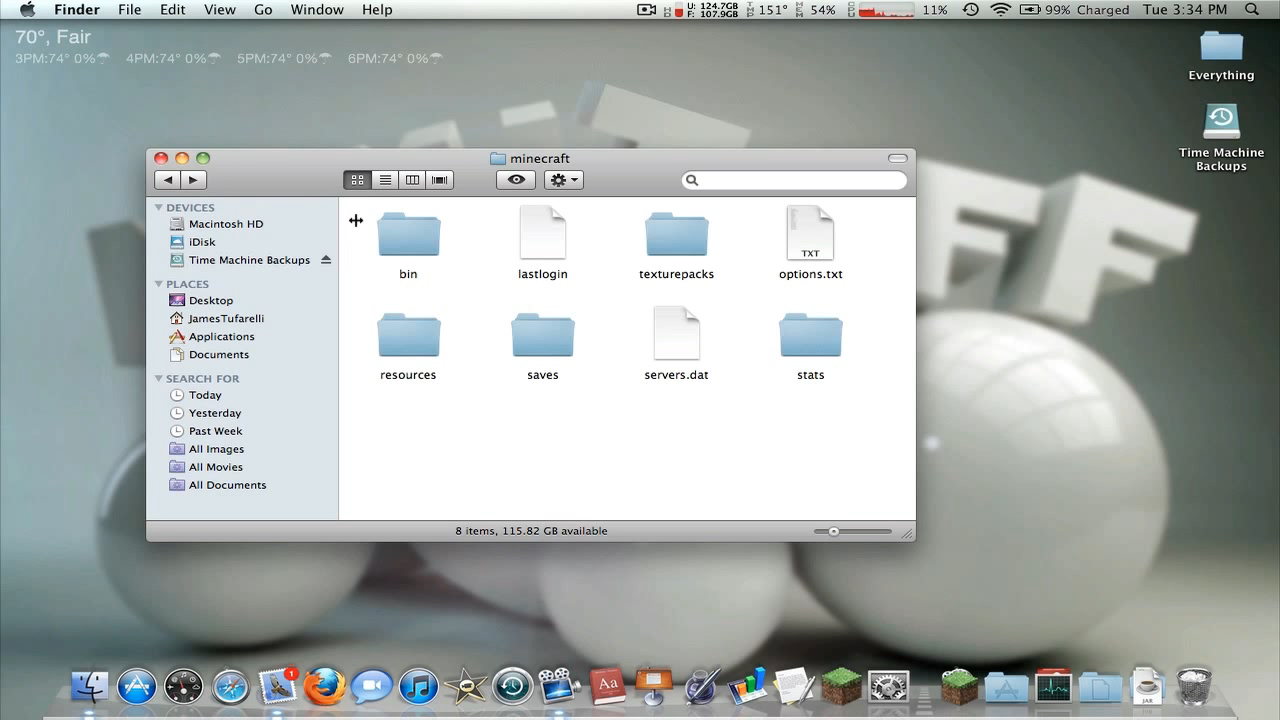 Finder File Edit View Go Window Help U: 124.7GB F: 107.9GB 151° 54% 11% 99% Charged Tue 3:34 PM
70°, Fair
3PM:74° 0% 4PM:74° 0% 5PM:74° 0% 6PM:74° 0%
Everything
Time Machine
Backups
minecraft
DEVICES
Macintosh HD
iDisk
Time Machine Backups
PLACES
Desktop
JamesTufarelli
Applications
Documents
SEARCH FOR
Today
Yesterday
Past Week
All Images
All Movies
All Documents
TXT
bin lastlogin texturepacks options.txt
resources saves servers.dat stats
8 items, 115.82 GB available
1
Aa
JAR
FF